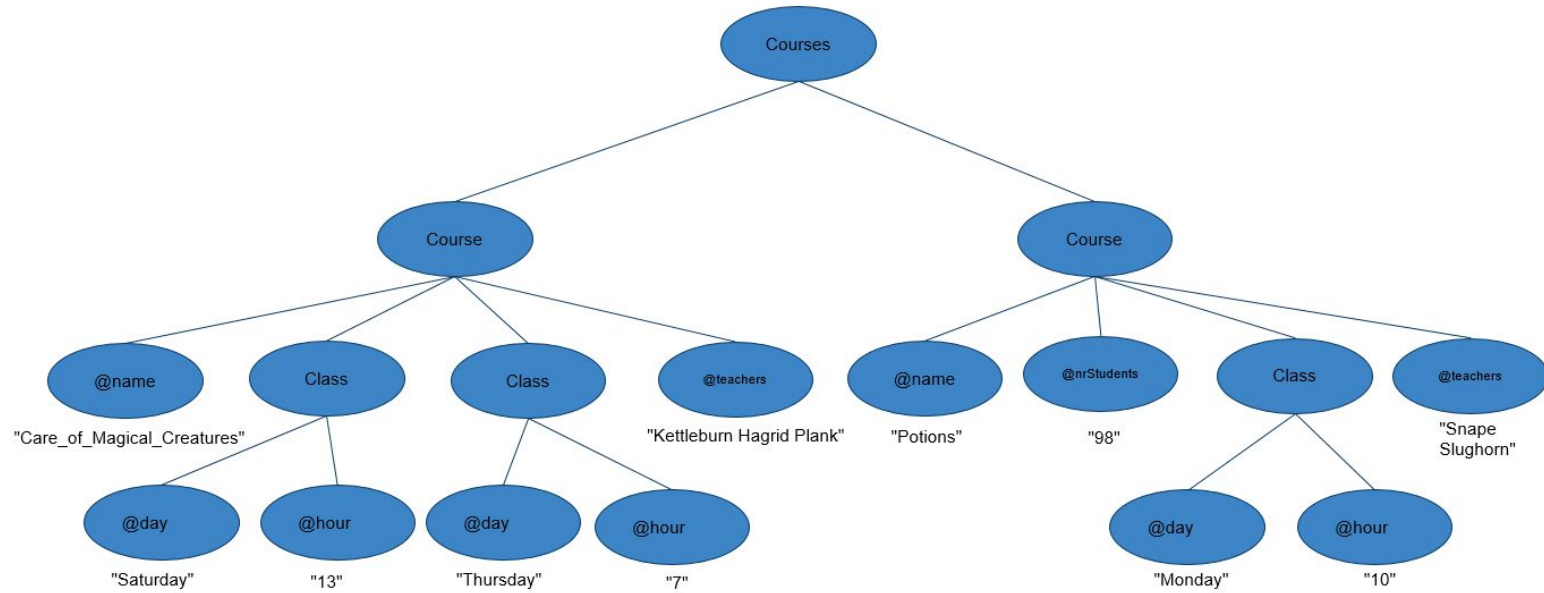 Courses
Course
Course
@name
Class
Class
@teachers
@name
@nrStudents
Class
@teachers
"Care_of_Magical_Creatures"
"Kettleburn Hagrid Plank"
"Potions"
"98"
"Snape
Slughorn"
@day
@hour
@day
@hour
@day
@hour
"Saturday"
"13"
"Thursday"
"7"
"Monday"
"10"